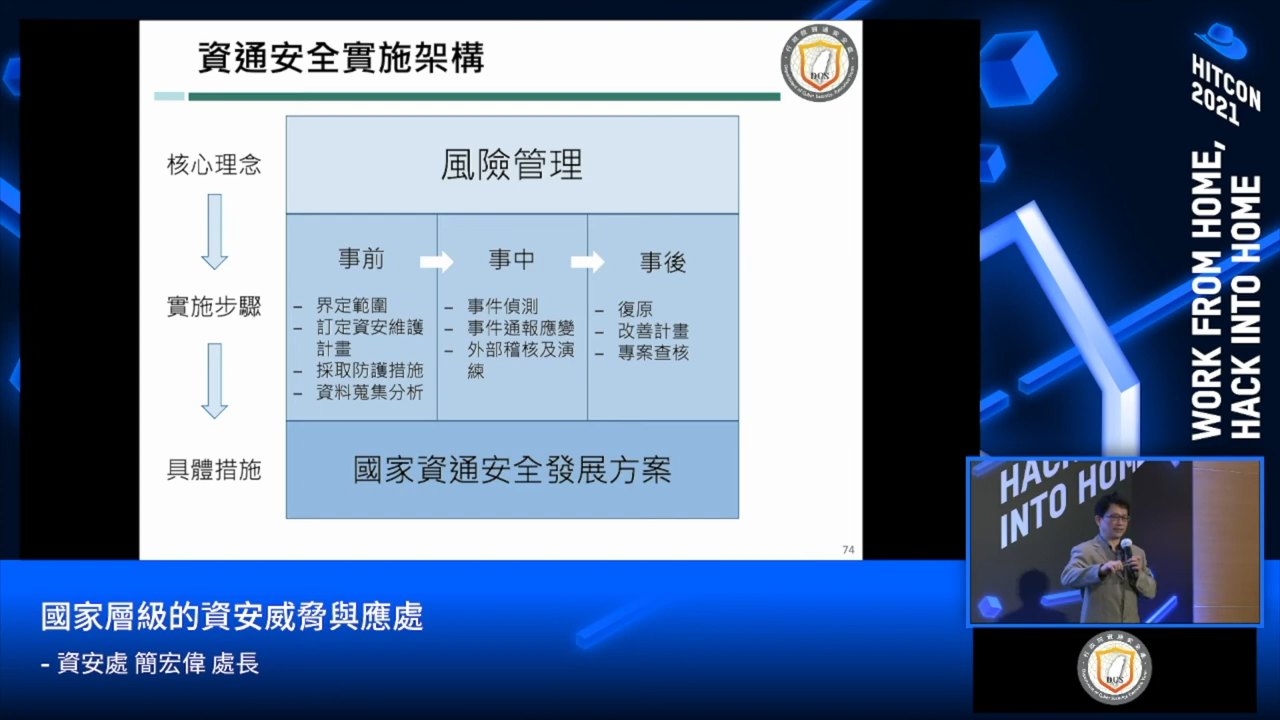 資通安全實施架構
核心理念
風險管理
實施步驟
事前
– 界定範圍
– 訂定資安維護
計畫
– 採取防護措施
– 資料蒐集分析
事中
– 事件偵測
– 事件通報應變
– 外部稽核及演
練
事後
– 復原
– 改善計畫
– 專案查核
具體措施
國家資通安全發展方案
74
HITCON
2021
WORK FROM HOME,
HACK INTO HOME
HACK
INTO HOM
國家層級的資安威脅與應處
- 資安處 簡宏偉 處長
DCS